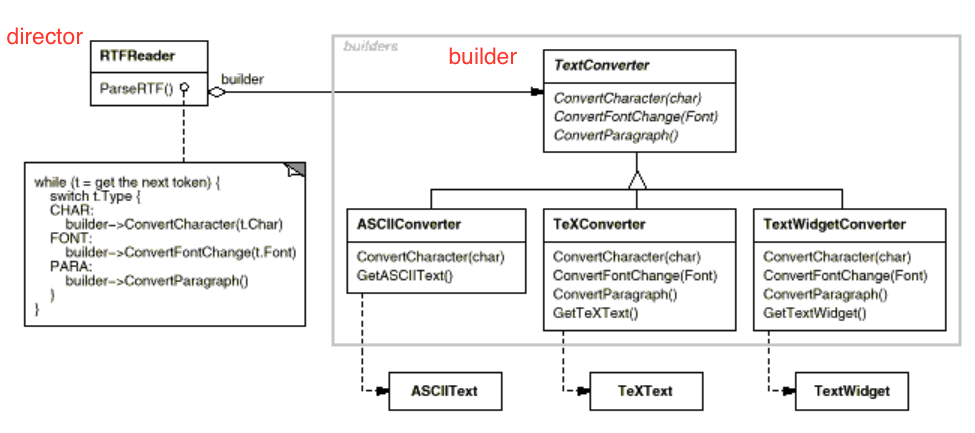 director
RTFReader
ParseRTF()
builder
builders
builder
TextConverter
ConvertCharacter(char)
ConvertFontChange(Font)
ConvertParagraph()
while (t = get the next token) {
switch t.Type {
CHAR:
builder->ConvertCharacter(t.Char)
FONT:
builder->ConvertFontChange(t.Font)
PARA:
builder->ConvertParagraph()
}
}
ASCIIConverter
ConvertCharacter(char)
GetASCIIText()
TeXConverter
ConvertCharacter(char)
ConvertFontChange(Font)
ConvertParagraph()
GetTeXText()
TextWidgetConverter
ConvertCharacter(char)
ConvertFontChange(Font)
ConvertParagraph()
GetTextWidget()
ASCIIText
TeXText
TextWidget